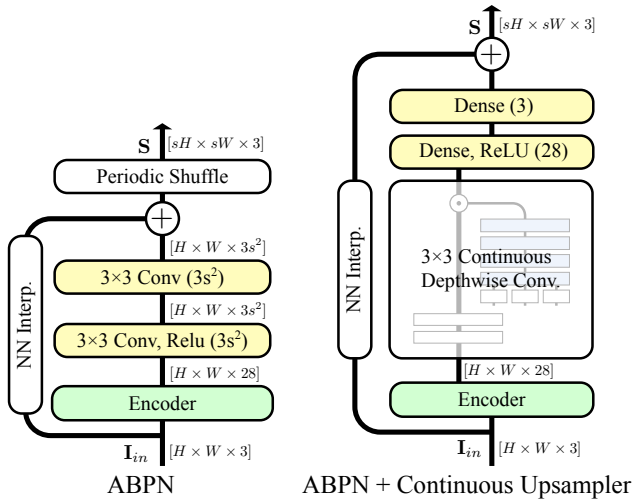 S
[sH × sW × 3]
Periodic Shuffle
+
[H × W × 3s²]
3×3 Conv (3s²)
[H × W × 3s²]
3×3 Conv, Relu (3s²)
[H × W × 28]
Encoder
NN Interp.
I_in
[H × W × 3]
ABPN
S
[sH × sW × 3]
+
Dense (3)
Dense, ReLU (28)
3×3 Continuous
Depthwise Conv.
NN Interp.
[H × W × 28]
Encoder
I_in
[H × W × 3]
ABPN + Continuous Upsampler